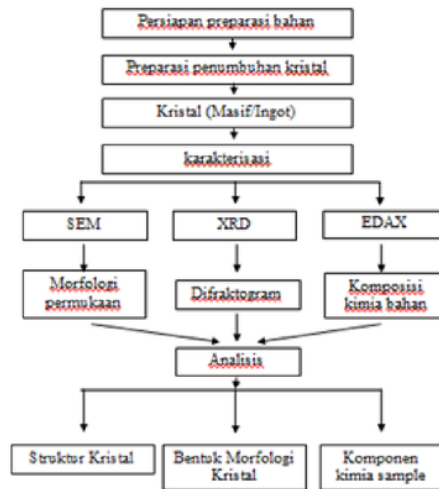 Persiapan preparasi bahan
Preparasi penumbuhan kristal
Kristal (Masif/Ingot)
karakterisasi
SEM
XRD
EDAX
Morfologi
permukaan
Difraktogram
Komposisi
kimia bahan
Analisis
Struktur Kristal
Bentuk Morfologi
Kristal
Komponen
kimia sample